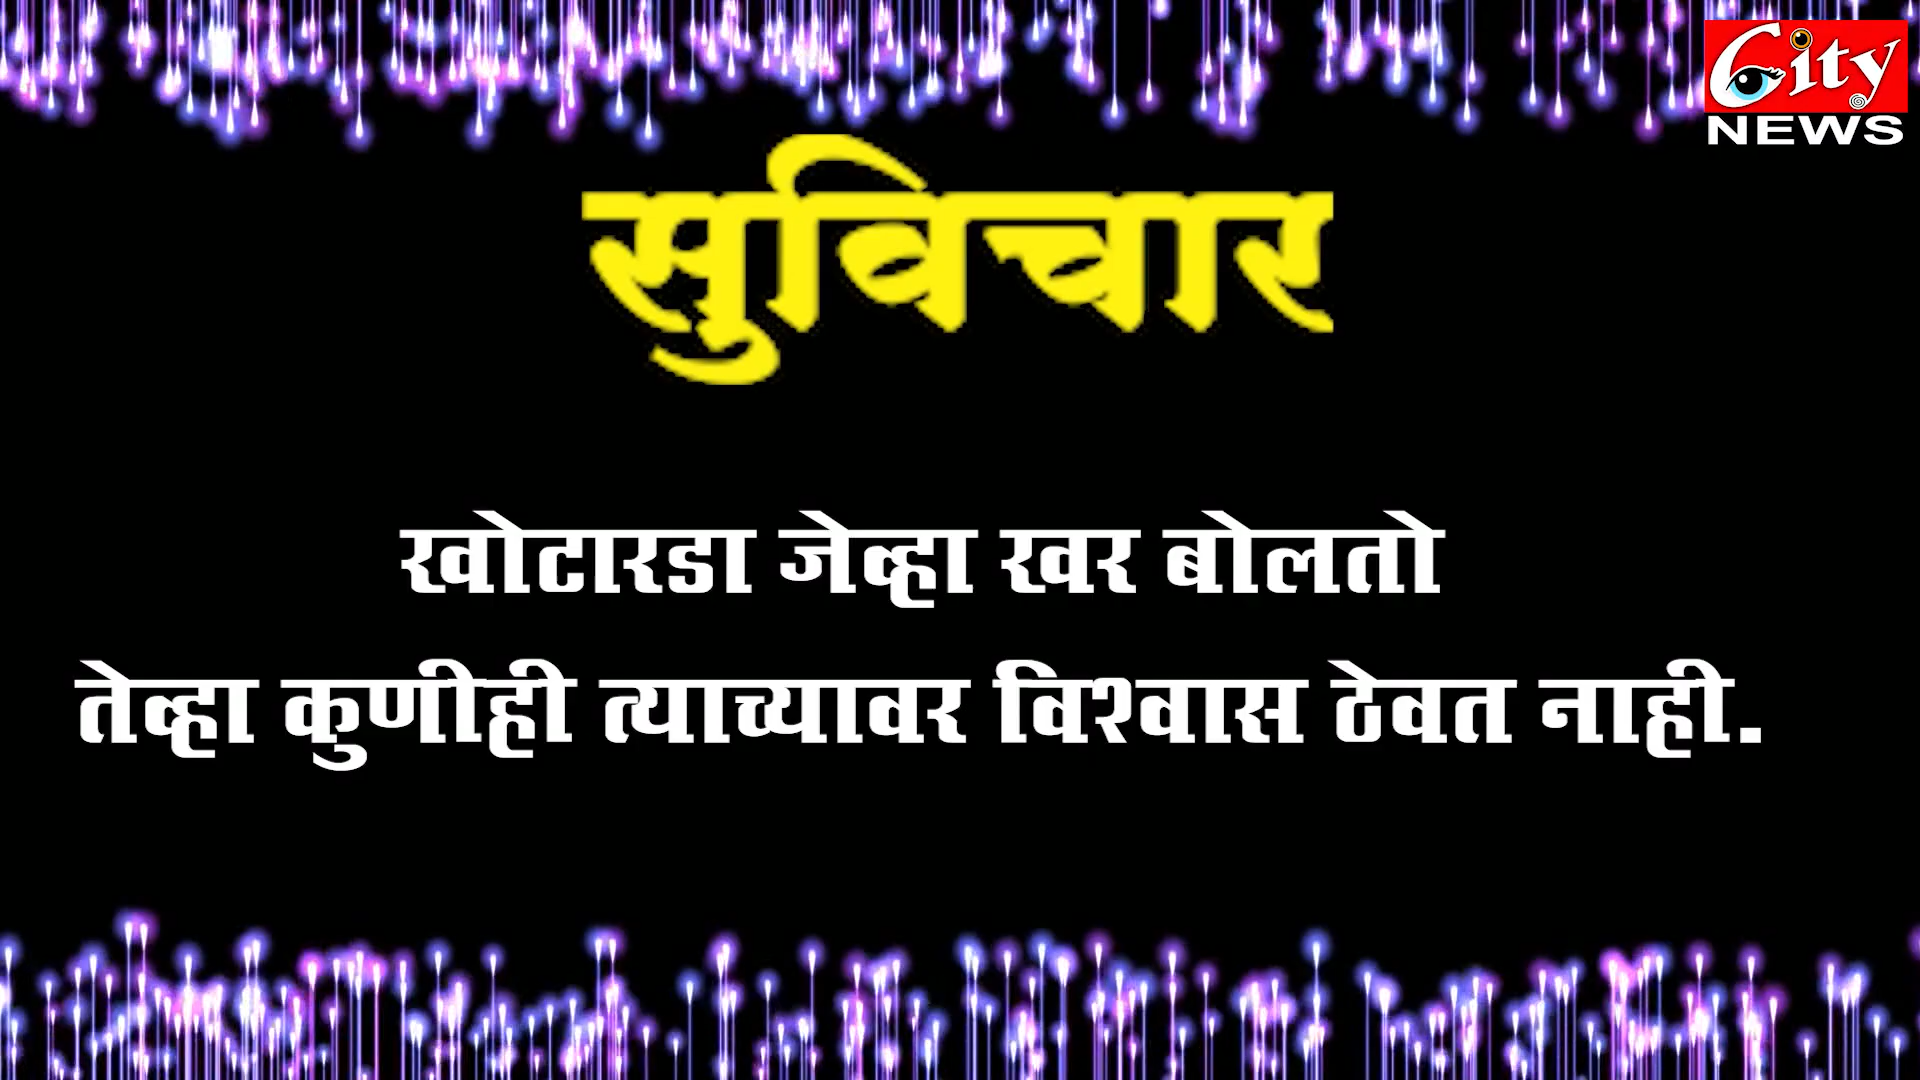 City
NEWS
सुविचार
खोटारडा जेव्हा खर बोलतो
तेव्हा कुणीही त्याच्यावर विश्वास ठेवत नाही.